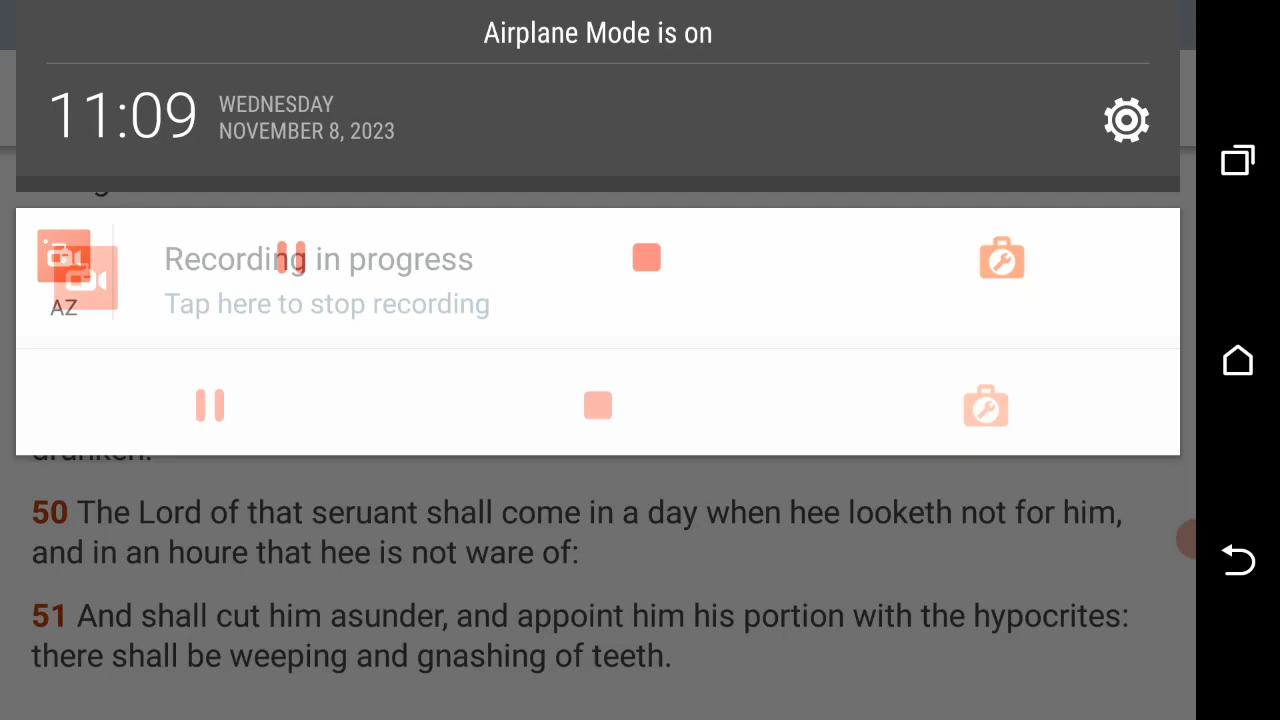 Airplane Mode is on
11:09
WEDNESDAY
NOVEMBER 8, 2023
Recording in progress
Tap here to stop recording
AZ
drunken:
50 The Lord of that seruant shall come in a day when hee looketh not for him,
and in an houre that hee is not ware of:
51 And shall cut him asunder, and appoint him his portion with the hypocrites:
there shall be weeping and gnashing of teeth.